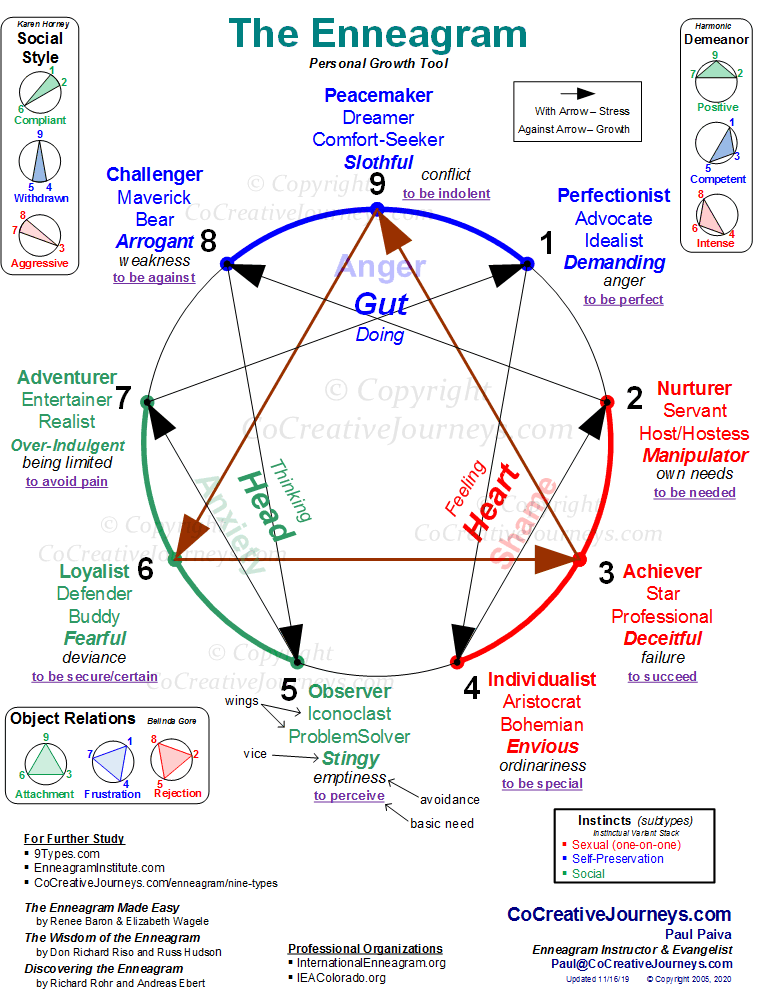 The Enneagram
Personal Growth Tool
Karen Horney
Social
Style
1
2
6
Compliant
9
5 4
Withdrawn
8
7
3
Aggressive
Harmonic
Demeanor
9
7 2
Positive
1
3
5
Competent
8
6 4
Intense
With Arrow – Stress
Against Arrow – Growth
Peacemaker
Dreamer
Comfort-Seeker
Slothful
conflict
9
to be indolent
Challenger
Maverick
Bear
Arrogant
8
weakness
to be against
Perfectionist
Advocate
Idealist
1
Demanding
anger
to be perfect
© Copyright
CoCreativeJourneys.com
Anger
Gut
Doing
Adventurer
7
Entertainer
Realist
Over-Indulgent
being limited
to avoid pain
2
Nurturer
Servant
Host/Hostess
Manipulator
own needs
to be needed
© Copyright
CoCreativeJourneys.com
Thinking
Head
Anxiety
Feeling
Heart
Shame
© Copyright
CoCreativeJourneys.com
© Copyright
CoCreativeJourneys.com
6
Loyalist
Defender
Buddy
Fearful
deviance
to be secure/certain
3
Achiever
Star
Professional
Deceitful
failure
to succeed
© Copyright
CoCreativeJourneys.com
5
Observer
Iconoclast
ProblemSolver
Stingy
emptiness
to perceive
wings
vice
avoidance
basic need
4
Individualist
Aristocrat
Bohemian
Envious
ordinariness
to be special
Object Relations Belinda Gore
9
6 3
Attachment
1
7
4
Frustration
8
2
5
Rejection
Instincts (subtypes)
Instinctual Variant Stack
▪ Sexual (one-on-one)
▪ Self-Preservation
▪ Social
For Further Study
▪ 9Types.com
▪ EnneagramInstitute.com
▪ CoCreativeJourneys.com/enneagram/nine-types
The Enneagram Made Easy
by Renee Baron & Elizabeth Wagele
The Wisdom of the Enneagram
by Don Richard Riso and Russ Hudson
Discovering the Enneagram
by Richard Rohr and Andreas Ebert
Professional Organizations
▪ InternationalEnneagram.org
▪ IEAColorado.org
CoCreativeJourneys.com
Paul Paiva
Enneagram Instructor & Evangelist
Paul@CoCreativeJourneys.com
Updated 11/16/19 © Copyright 2005, 2020